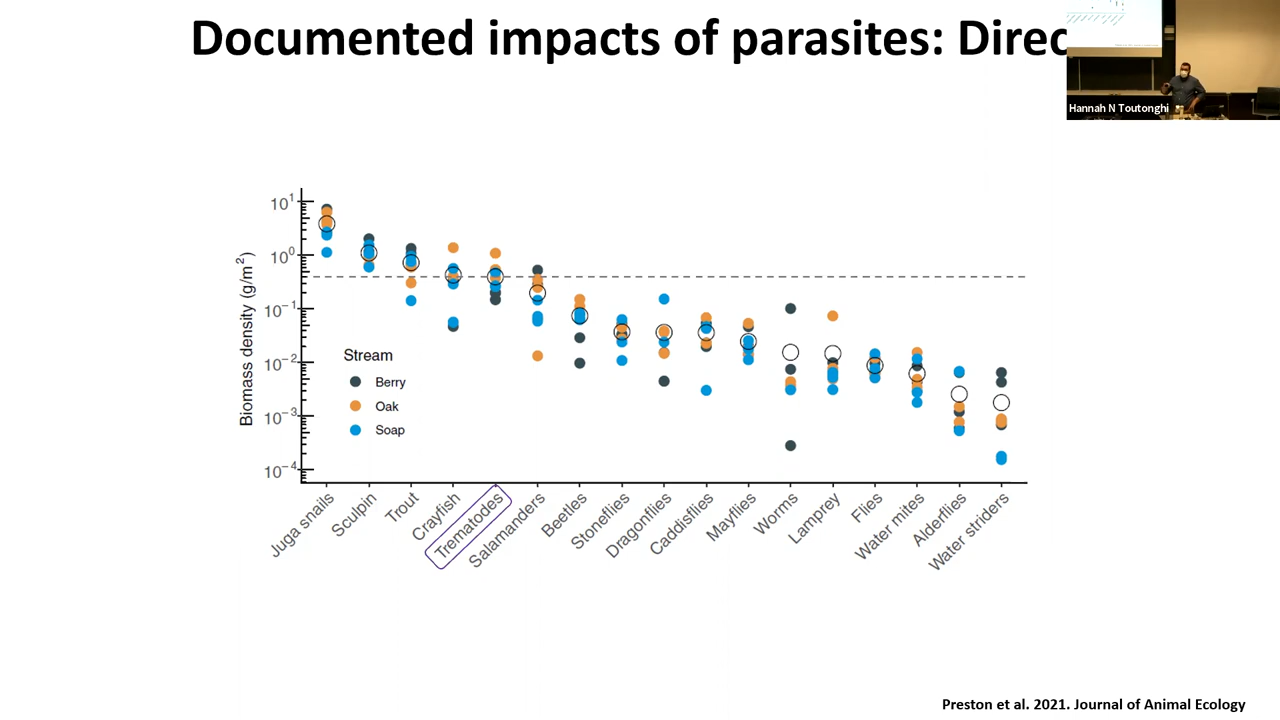 Documented impacts of parasites: Direc
Hannah N Toutonghi
Biomass density (g/m²)
10¹
10⁰
10⁻¹
10⁻²
10⁻³
10⁻⁴
Stream
Berry
Oak
Soap
Juga snails
Sculpin
Trout
Crayfish
Trematodes
Salamanders
Beetles
Stoneflies
Dragonflies
Caddisflies
Mayflies
Worms
Lamprey
Flies
Water mites
Alderflies
Water striders
Preston et al. 2021. Journal of Animal Ecology